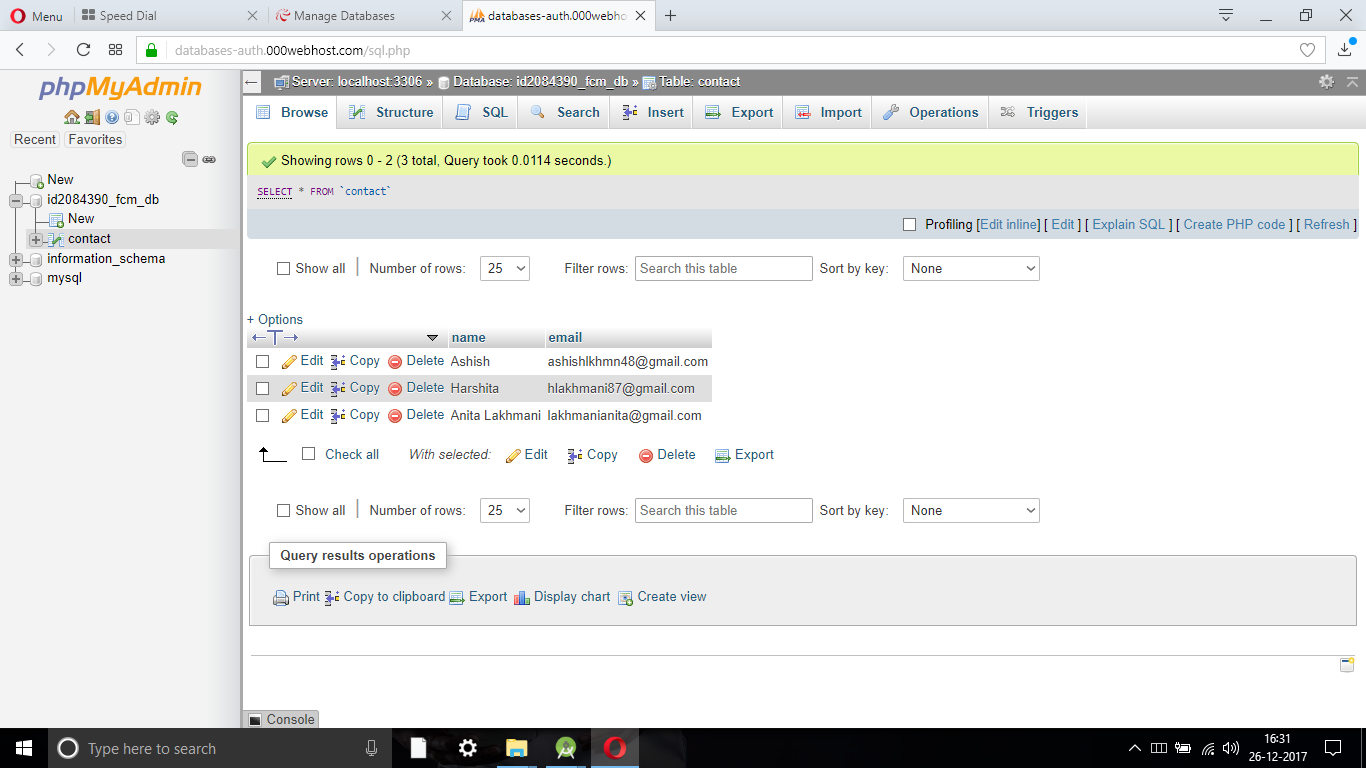 Menu
Speed Dial
Manage Databases
databases-auth.000webho
databases-auth.000webhost.com/sql.php
phpMyAdmin
Recent
Favorites
New
id2084390_fcm_db
New
contact
information_schema
mysql
Server: localhost:3306 » Database: id2084390_fcm_db » Table: contact
Browse Structure SQL Search Insert Export Import Operations Triggers
Showing rows 0 - 2 (3 total, Query took 0.0114 seconds.)
SELECT * FROM `contact`
Profiling [Edit inline] [ Edit ] [ Explain SQL ] [ Create PHP code ] [ Refresh ]
Show all Number of rows: 25 Filter rows: Search this table Sort by key: None
+ Options
name email
Edit Copy Delete Ashish ashishlkhmn48@gmail.com
Edit Copy Delete Harshita hlakhmani87@gmail.com
Edit Copy Delete Anita Lakhmani lakhmanianita@gmail.com
Check all With selected: Edit Copy Delete Export
Show all Number of rows: 25 Filter rows: Search this table Sort by key: None
Query results operations
Print Copy to clipboard Export Display chart Create view
Console
Type here to search
16:31
26-12-2017